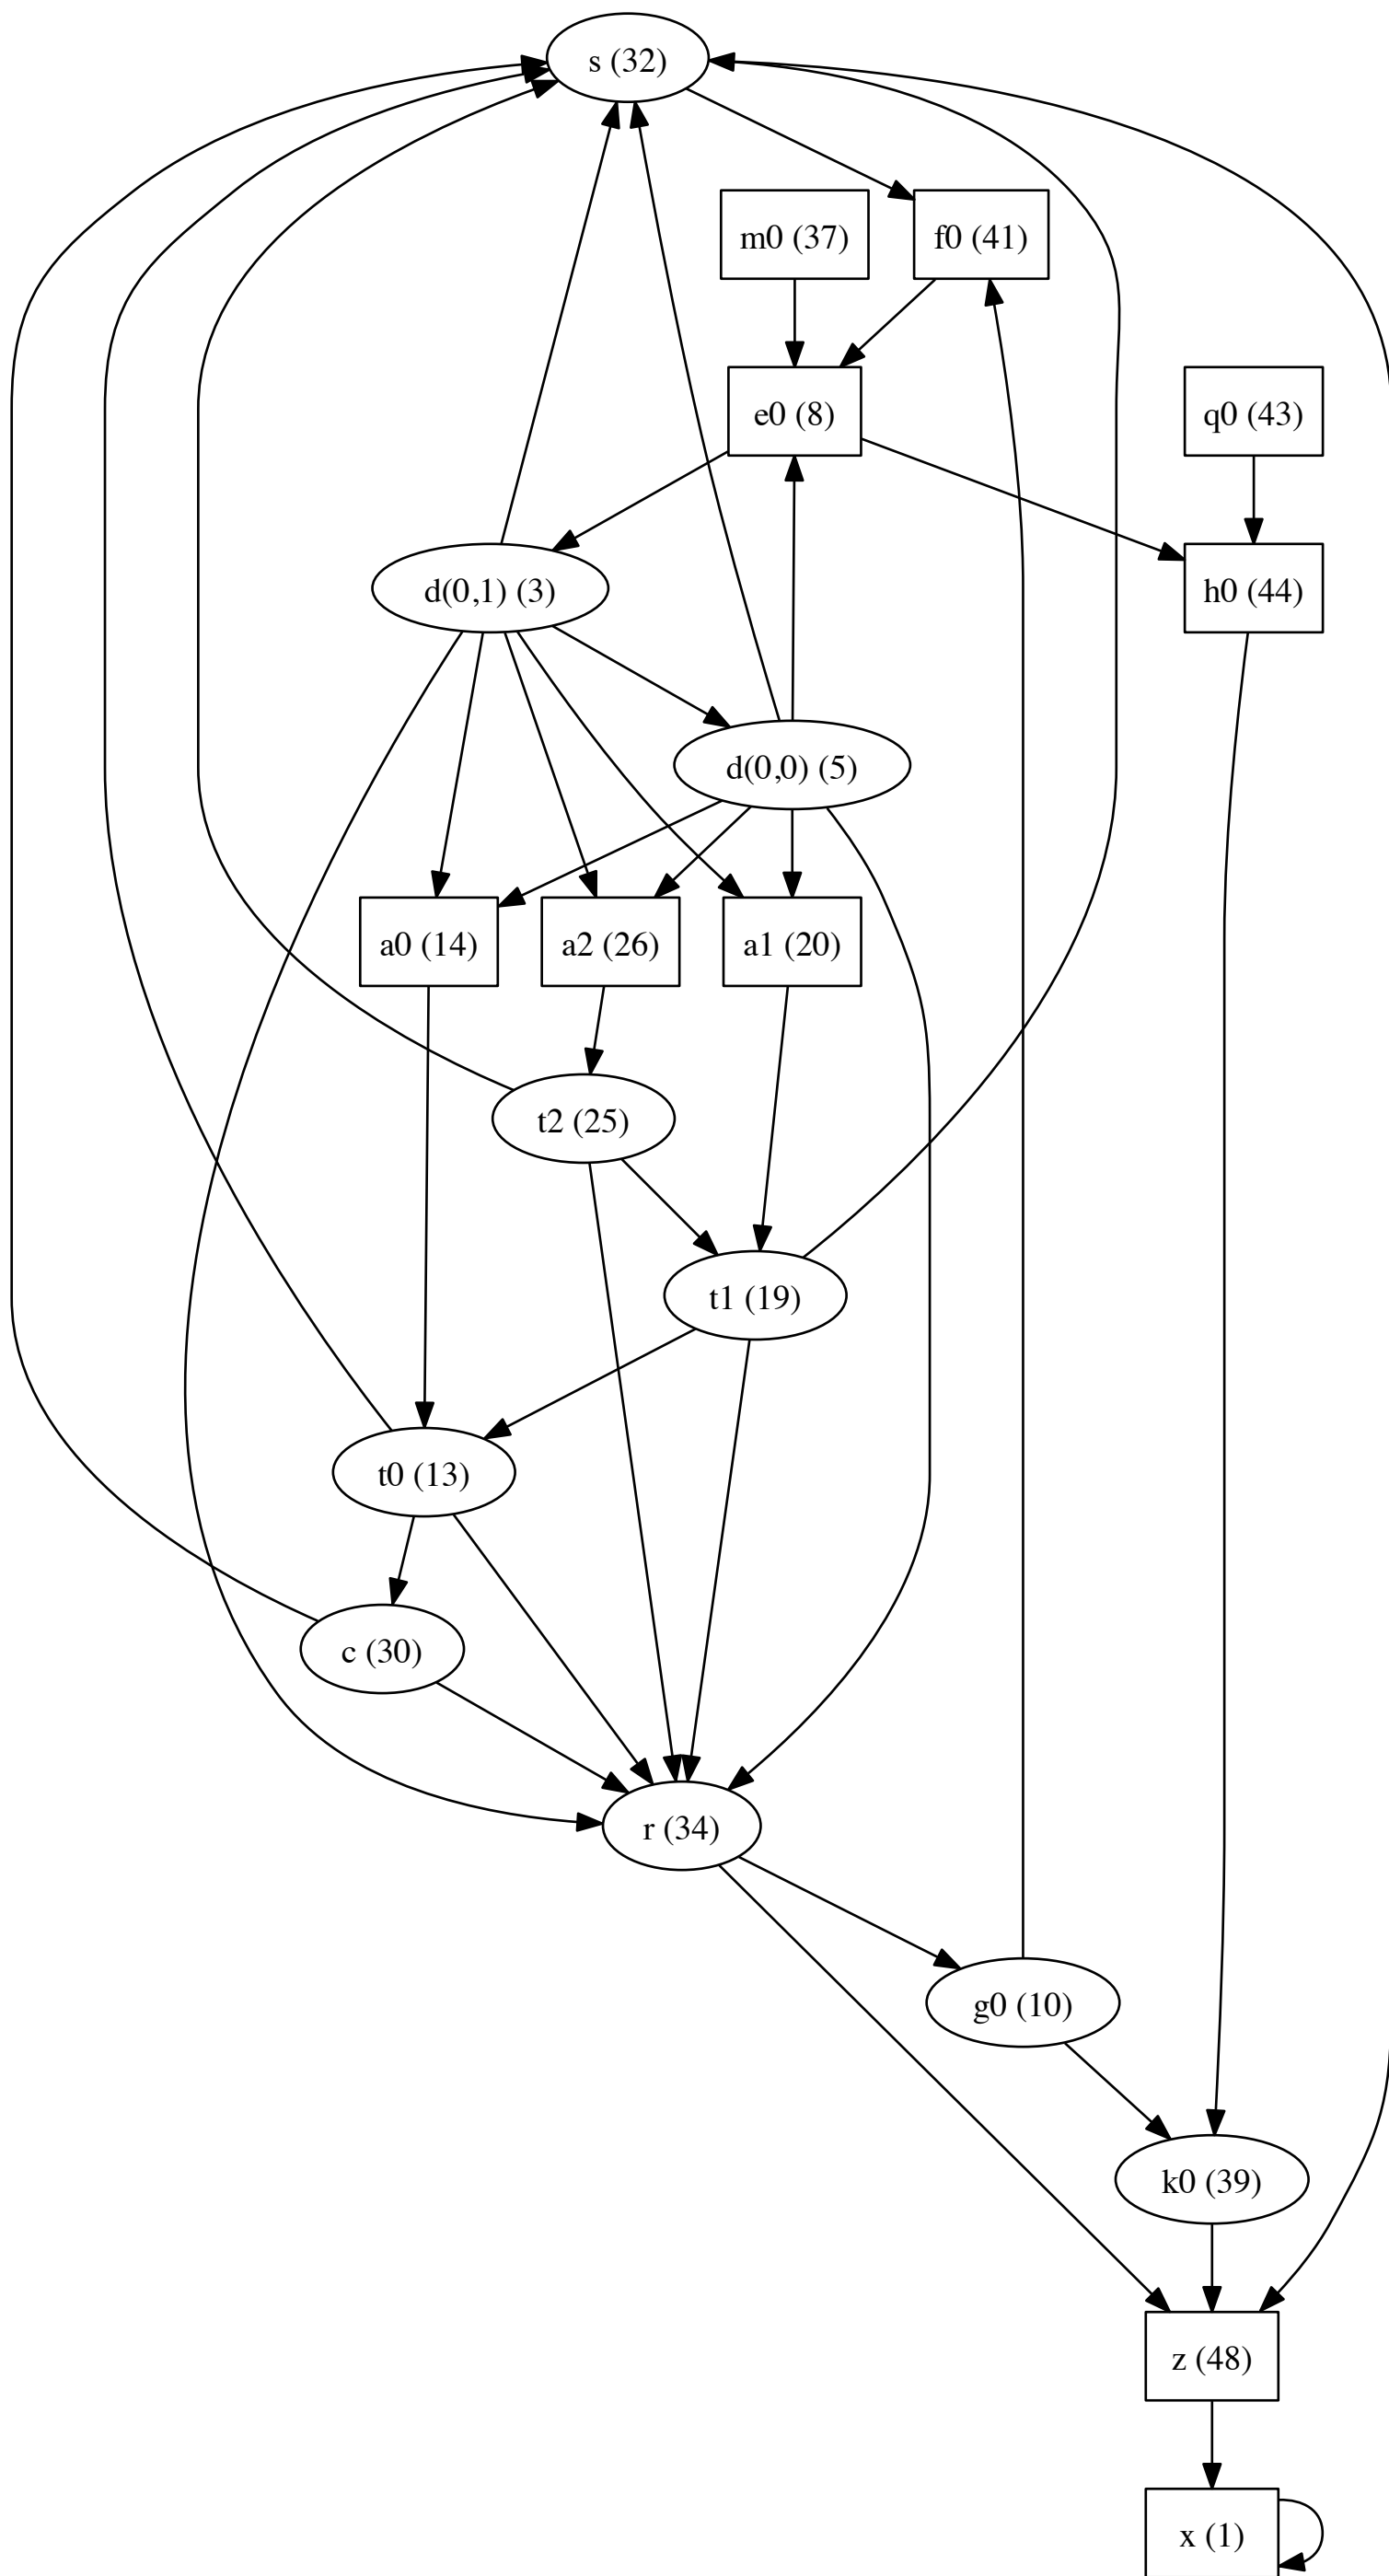 s (32)
m0 (37)
f0 (41)
e0 (8)
q0 (43)
d(0,1) (3)
h0 (44)
d(0,0) (5)
a0 (14)
a2 (26)
a1 (20)
t2 (25)
t1 (19)
t0 (13)
c (30)
r (34)
g0 (10)
k0 (39)
z (48)
x (1)